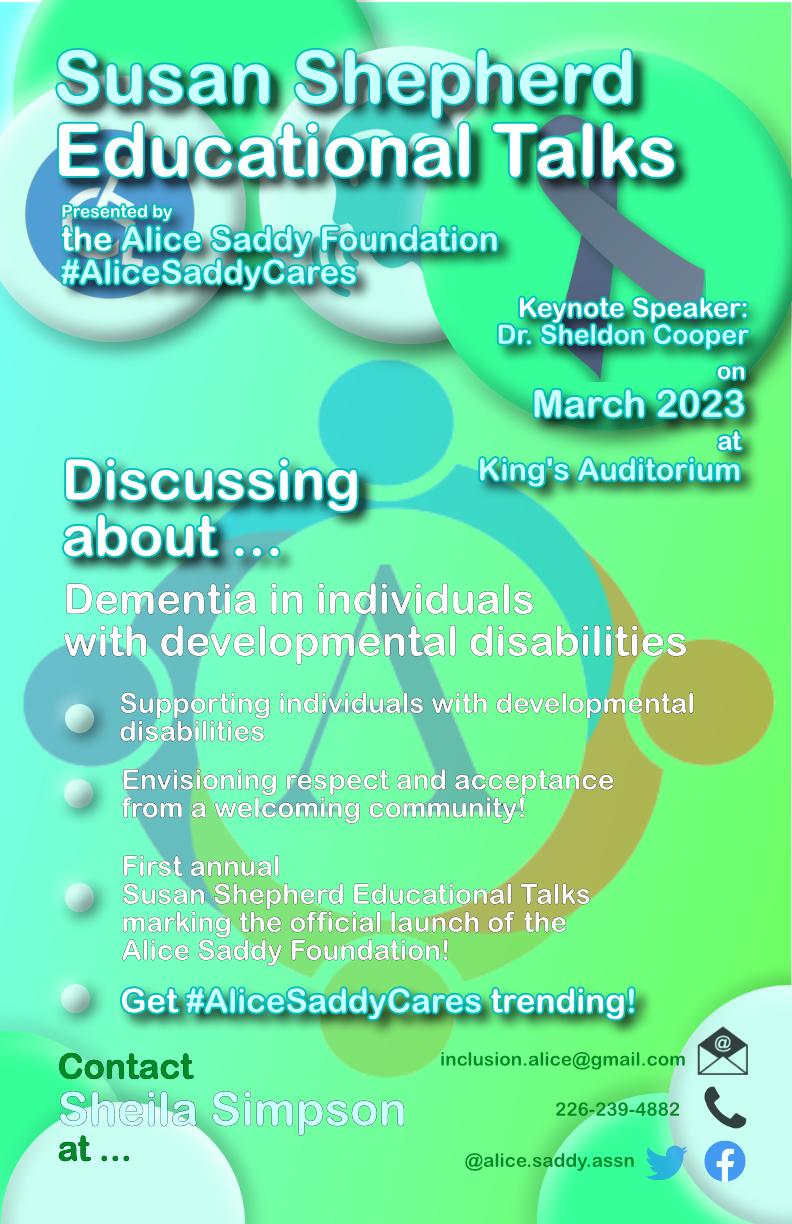 Susan Shepherd
Educational Talks
Presented by
the Alice Saddy Foundation
#AliceSaddyCares
Keynote Speaker:
Dr. Sheldon Cooper
on
March 2023
at
King's Auditorium
Discussing
about ...
Dementia in individuals
with developmental disabilities
Supporting individuals with developmental
disabilities
Envisioning respect and acceptance
from a welcoming community!
First annual
Susan Shepherd Educational Talks
marking the official launch of the
Alice Saddy Foundation!
Get #AliceSaddyCares trending!
Contact
Sheila Simpson
at ...
inclusion.alice@gmail.com
226-239-4882
@alice.saddy.assn